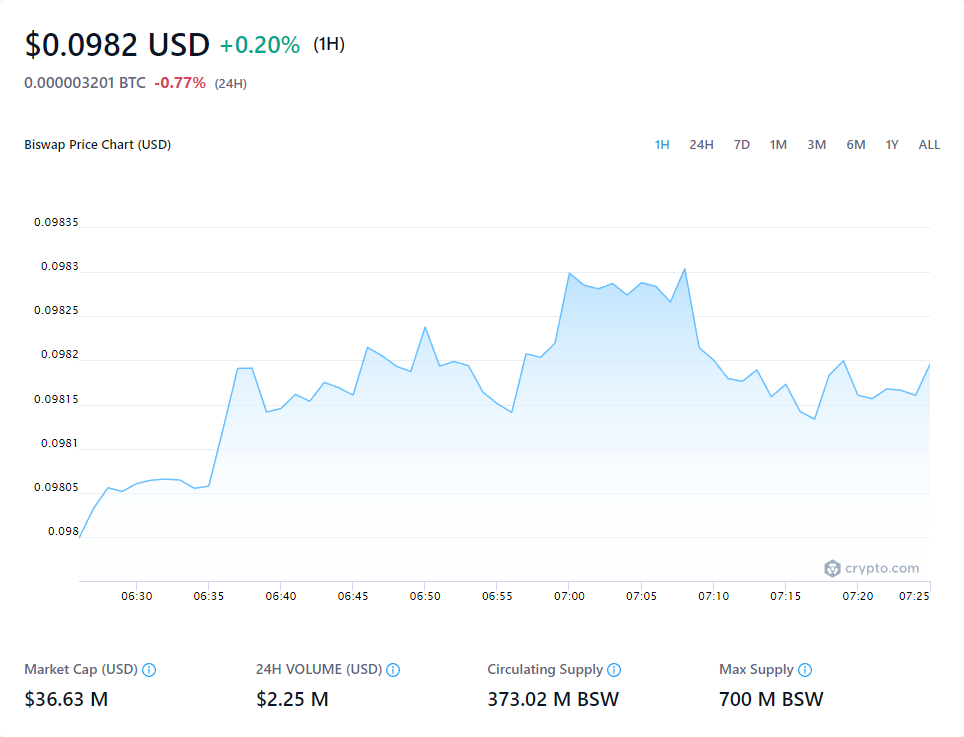 $0.0982 USD +0.20% (1H)
0.000003201 BTC -0.77% (24H)
Biswap Price Chart (USD) 1H 24H 7D 1M 3M 6M 1Y ALL
0.09835
0.0983
0.09825
0.0982
0.09815
0.0981
0.09805
0.098
crypto.com
06:30 06:35 06:40 06:45 06:50 06:55 07:00 07:05 07:10 07:15 07:20 07:25
Market Cap (USD) 24H VOLUME (USD) Circulating Supply Max Supply
$36.63 M $2.25 M 373.02 M BSW 700 M BSW